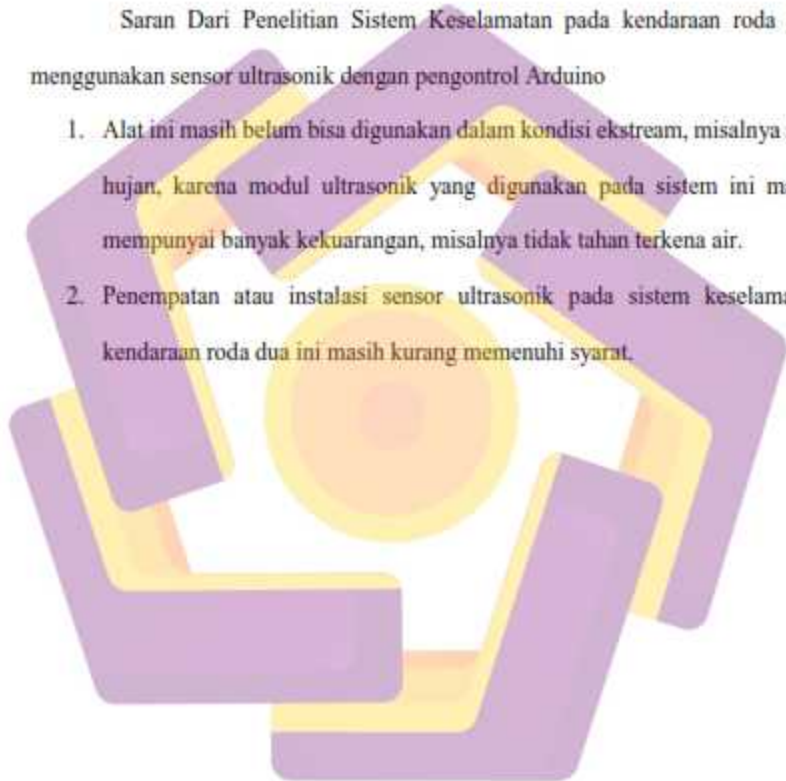 Saran Dari Penelitian Sistem Keselamatan pada kendaraan roda
menggunakan sensor ultrasonik dengan pengontrol Arduino
1. Alat ini masih belum bisa digunakan dalam kondisi ekstream, misalnya
hujan, karena modul ultrasonik yang digunakan pada sistem ini
mempunyai banyak kekuarangan, misalnya tidak tahan terkena air.
2. Penempatan atau instalasi sensor ultrasonik pada sistem
kendaraan roda dua ini masih kurang memenuhi syarat.